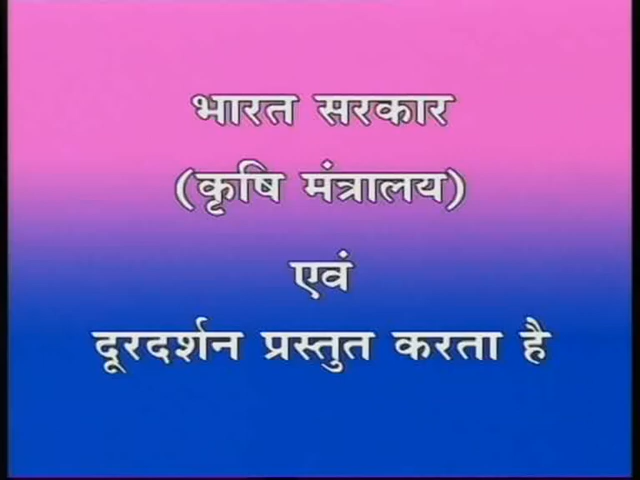 भारत सरकार
(कृषि मंत्रालय)
एवं
दूरदर्शन प्रस्तुत करता है